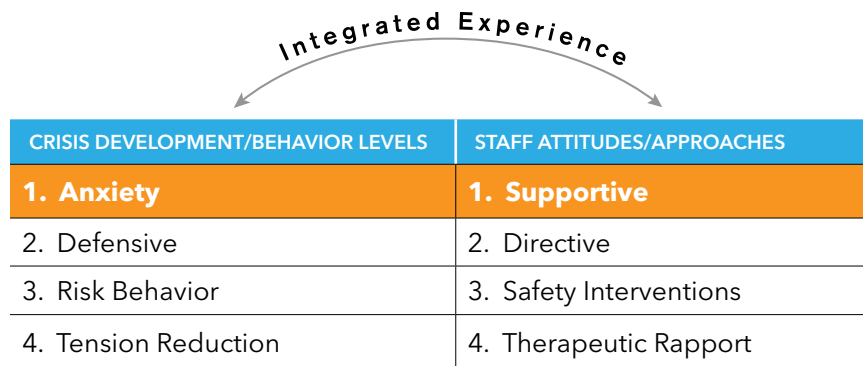 Integrated Experience
CRISIS DEVELOPMENT/BEHAVIOR LEVELS STAFF ATTITUDES/APPROACHES
1. Anxiety 1. Supportive
2. Defensive 2. Directive
3. Risk Behavior 3. Safety Interventions
4. Tension Reduction 4. Therapeutic Rapport